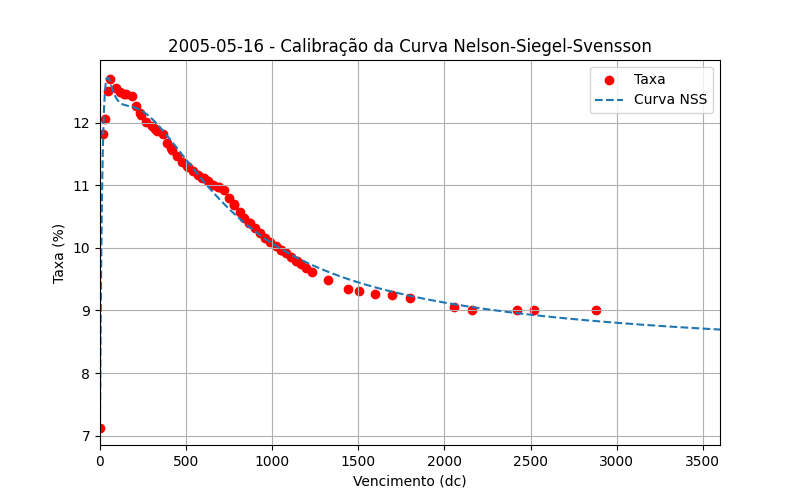 2005-05-16 - Calibração da Curva Nelson-Siegel-Svensson
Taxa
Curva NSS
Taxa (%)
12
11
10
9
8
7
0 500 1000 1500 2000 2500 3000 3500
Vencimento (dc)